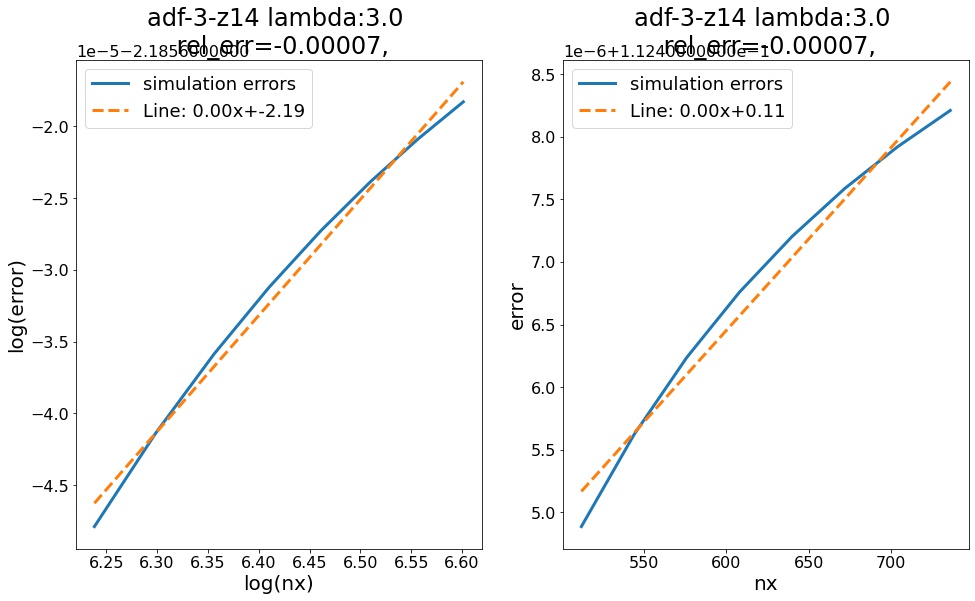 adf-3-z14 lambda:3.0
rel_err=-0.00007,
1e−5−2.1856000000
simulation errors
Line: 0.00x+-2.19
−2.0
−2.5
−3.0
−3.5
−4.0
−4.5
log(error)
6.25 6.30 6.35 6.40 6.45 6.50 6.55 6.60
log(nx)
adf-3-z14 lambda:3.0
rel_err=-0.00007,
1e−6+1.1240000000e−1
simulation errors
Line: 0.00x+0.11
8.5
8.0
7.5
7.0
6.5
6.0
5.5
5.0
error
550 600 650 700
nx